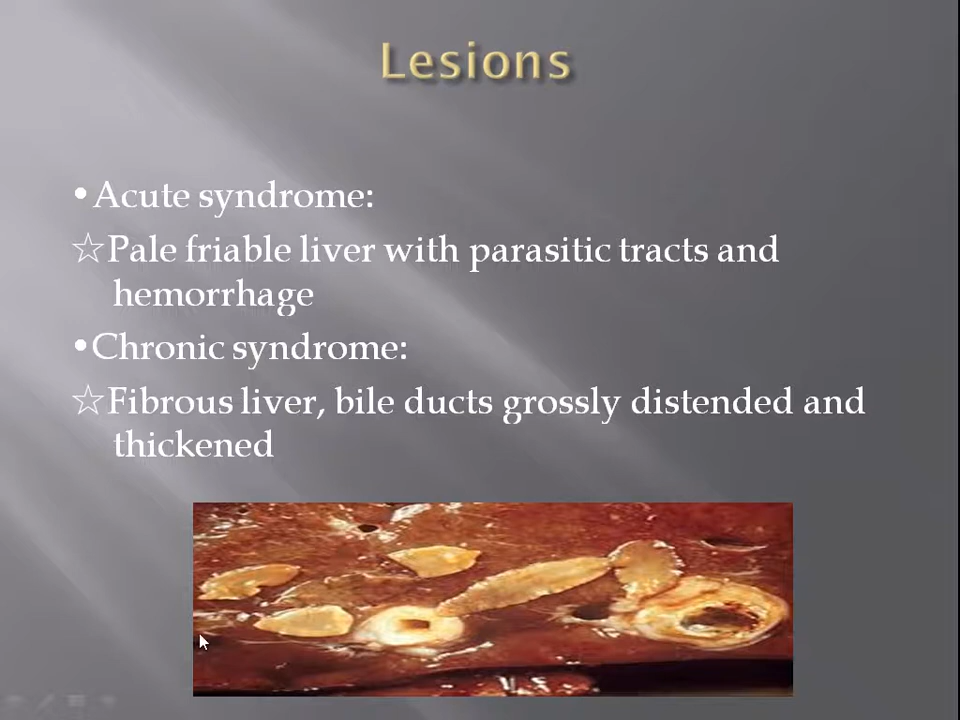 Lesions
•Acute syndrome:
☆Pale friable liver with parasitic tracts and
hemorrhage
•Chronic syndrome:
☆Fibrous liver, bile ducts grossly distended and
thickened